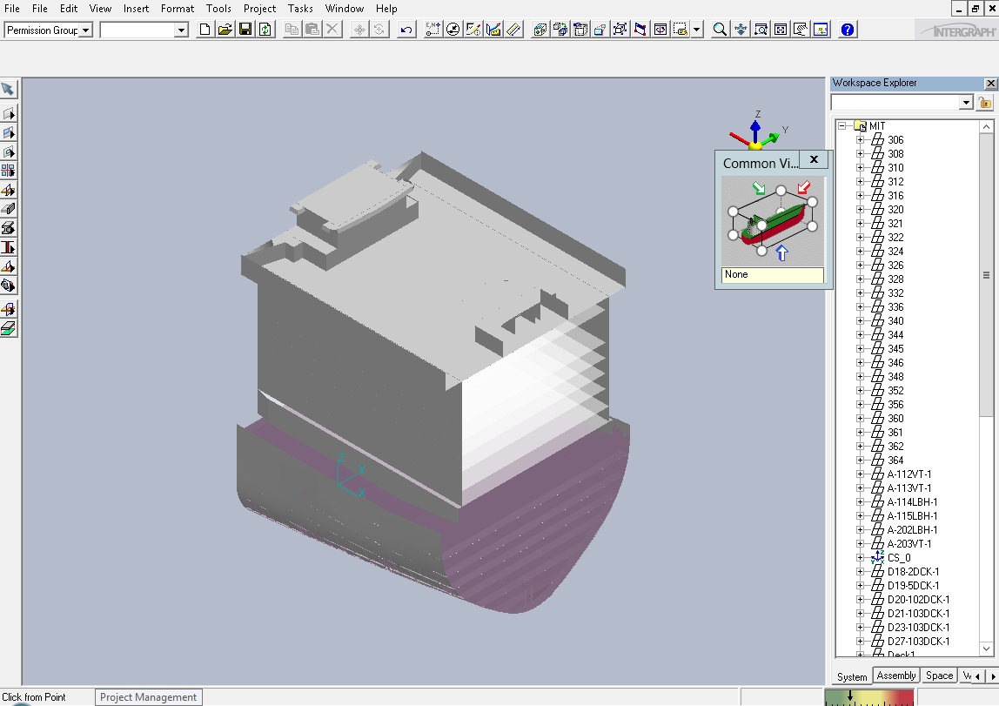 File File Edit View Insert Format Tools Project Tasks Window Help
Permission Group
INTERGRAPH
Workspace Explorer
MIT
306
308
310
312
316
320
321
322
324
326
328
332
336
340
344
345
346
348
352
356
360
361
362
364
A-112VT-1
A-113VT-1
A-114LBH-1
A-115LBH-1
A-202LBH-1
A-203VT-1
CS_0
D18-2DCK-1
D19-5DCK-1
D20-102DCK-1
D21-103DCK-1
D23-103DCK-1
D27-103DCK-1
Deck1
System Assembly Space W
Z
Y
Common Vi...
None
Z
Y
X
Click from Point
Project Management